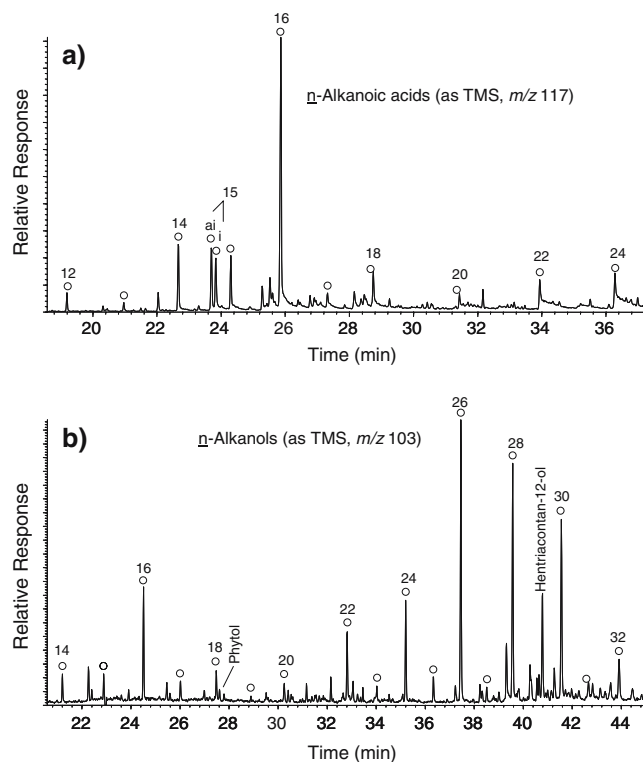 a)
n-Alkanoic acids (as TMS, m/z 117)
Relative Response
12
14
ai
i
15
16
18
20
22
24
20 22 24 26 28 30 32 34 36
Time (min)
b)
n-Alkanols (as TMS, m/z 103)
Relative Response
14
16
18
Phytol
20
22
24
26
28
Hentriacontan-12-ol
30
32
22 24 26 28 30 32 34 36 38 40 42 44
Time (min)